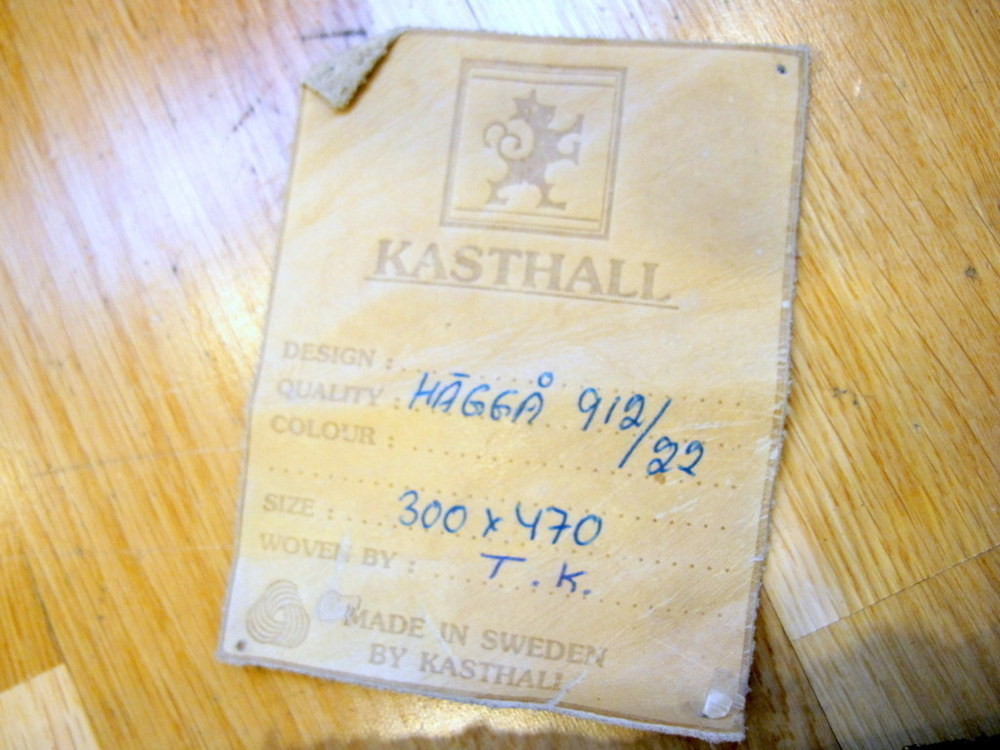 KASTHALL
DESIGN :
QUALITY : HÄGGÅ 912/22
COLOUR :
SIZE : 300 x 470
WOVEN BY : T.K.
MADE IN SWEDEN
BY KASTHALL